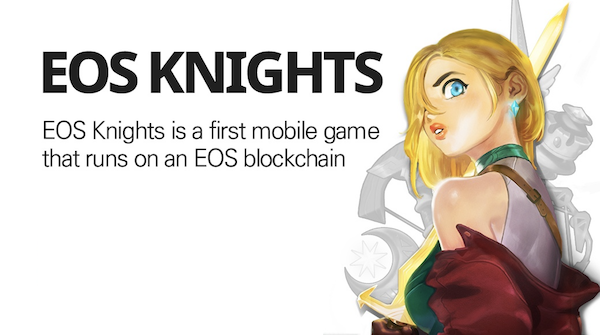 EOS KNIGHTS
EOS Knights is a first mobile game
that runs on an EOS blockchain